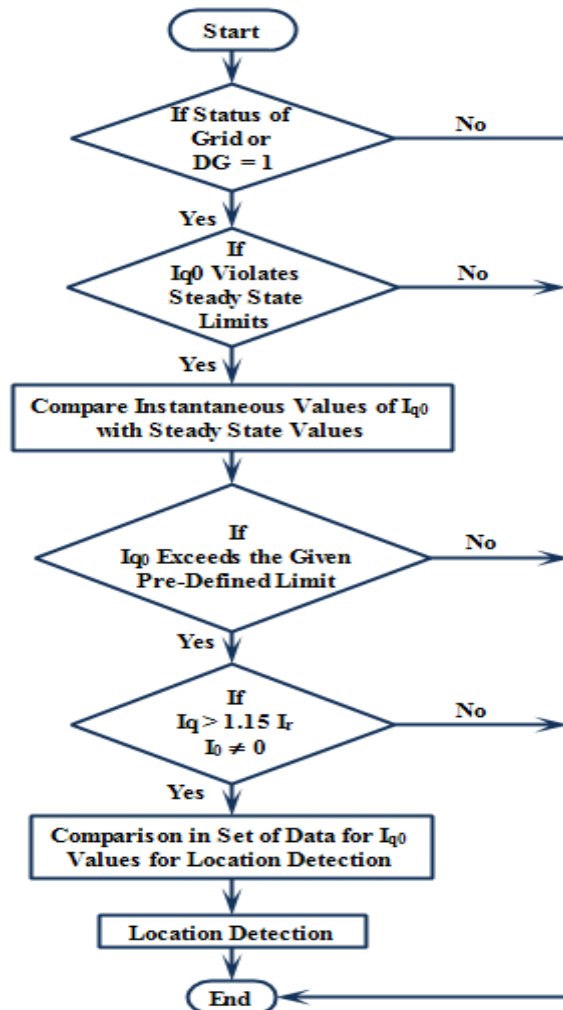 Start
If Status of
Grid or
DG = 1
No
Yes
If
Iq0 Violates
Steady State
Limits
No
Yes
Compare Instantaneous Values of Iq0
with Steady State Values
If
Iq0 Exceeds the Given
Pre-Defined Limit
No
Yes
If
Iq > 1.15 Ir
I0 ≠ 0
No
Yes
Comparison in Set of Data for Iq0
Values for Location Detection
Location Detection
End